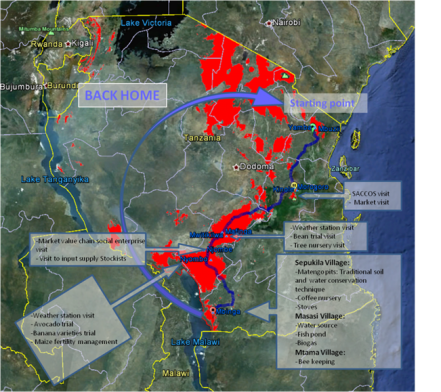 Lake Victoria
Nairobi
Rwanda Kigali
Bujumbura Burundi
BACK HOME
Starting point
Tanzania
Lake Tanganyika
Dodoma
Zanzibar
Morogoro
-SACCOS visit
- Market visit
-Weather station visit
- Bean trial visit
- Tree nursery visit
-Market value chain social enterprise
visit
- Visit to input supply Stockists
-Weather station visit
-Avocado trial
-Banana varieties trial
- Maize fertility management
Sepukila Village:
-Matengo pits: Traditional soil
and water conservation
technique
-Coffee nursery
-Stoves
Masasi Village:
-Water source
-Fish pond
-Biogas
Mtama Village:
-Bee keeping
Lake Malawi
Malawi